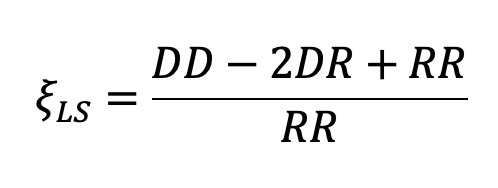 ξ_LS = (DD − 2DR + RR) / RR